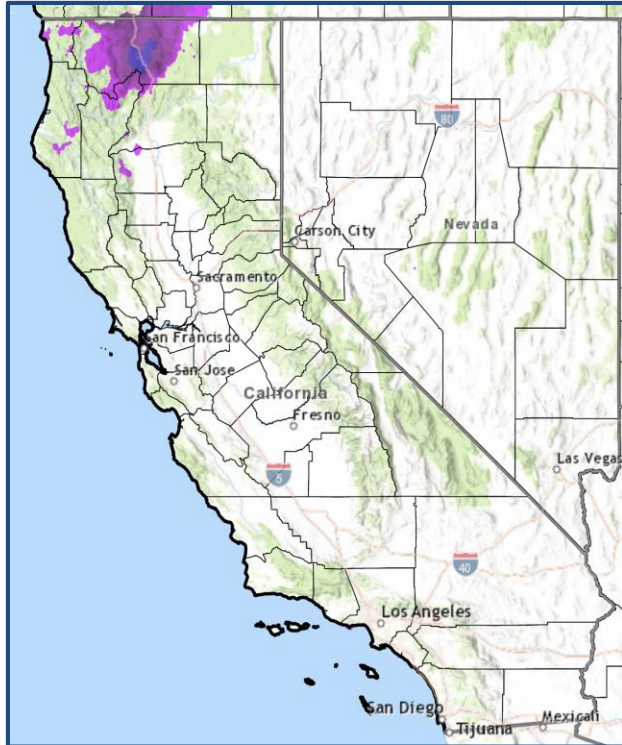 80
Carson City
Nevada
Sacramento
San Francisco
San Jose
California
Fresno
Las Vegas
5
40
Los Angeles
San Diego
Tijuana
Mexicali